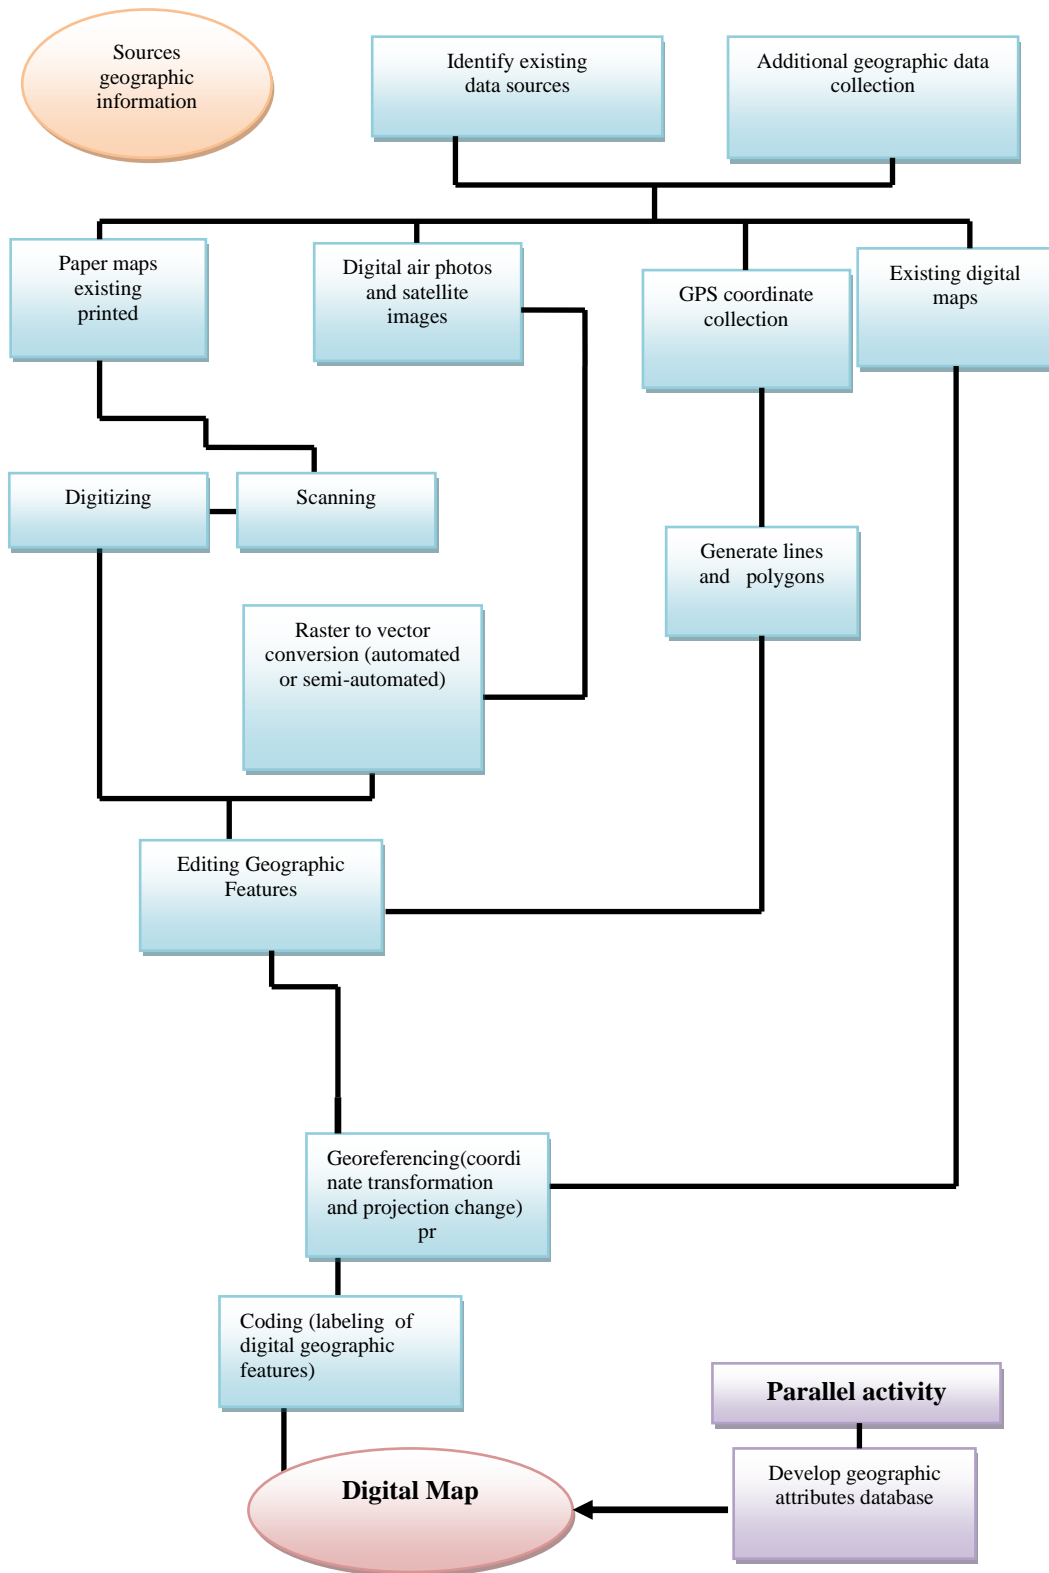 Sources
geographic
information
Identify existing
data sources
Additional geographic data
collection
Paper maps
existing
printed
Digital air photos
and satellite
images
GPS coordinate
collection
Existing digital
maps
Digitizing
Scanning
Generate lines
and polygons
Raster to vector
conversion (automated
or semi-automated)
Editing Geographic
Features
Georeferencing(coordi
nate transformation
and projection change)
pr
Coding (labeling of
digital geographic
features)
Parallel activity
Develop geographic
attributes database
Digital Map